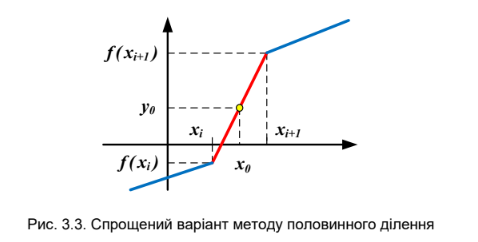 f(xi+1)
y0
xi
xi+1
f(xi)
x0
Рис. 3.3. Спрощений варіант методу половинного ділення